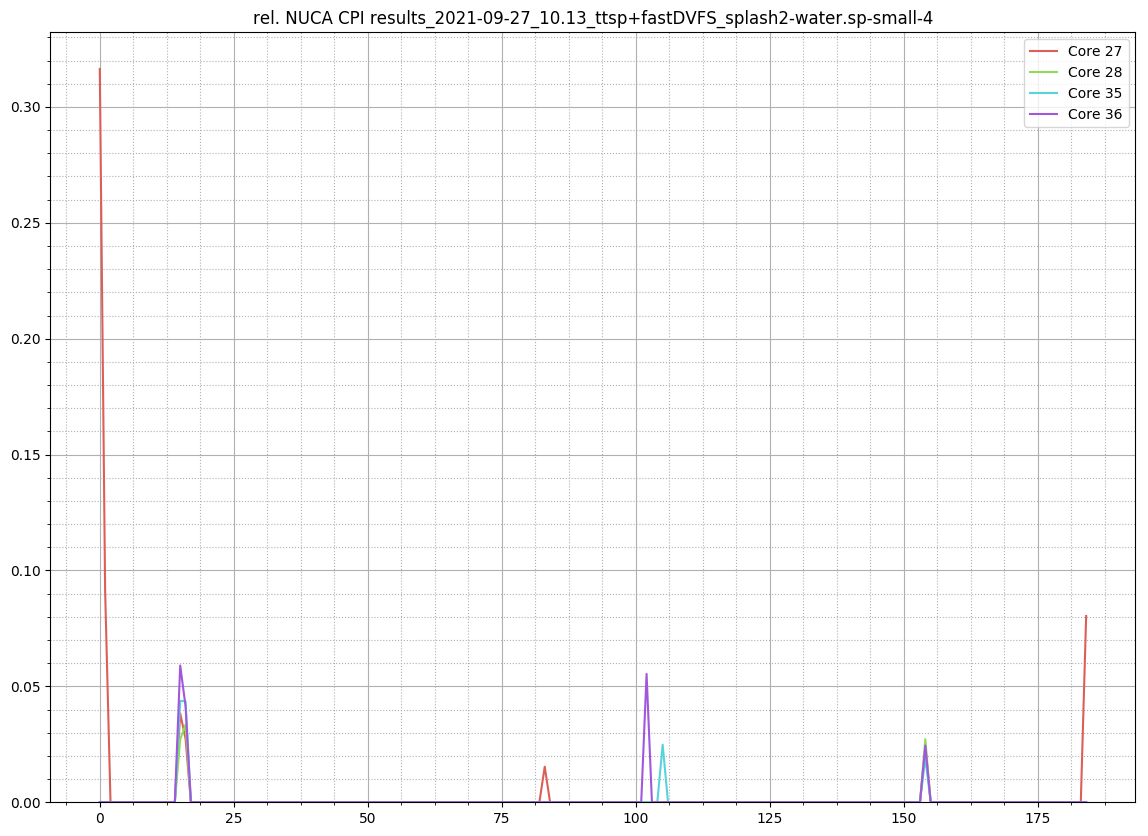 rel. NUCA CPI results_2021-09-27_10.13_ttsp+fastDVFS_splash2-water.sp-small-4
Core 27
Core 28
Core 35
Core 36
0.30
0.25
0.20
0.15
0.10
0.05
0.00
0 25 50 75 100 125 150 175